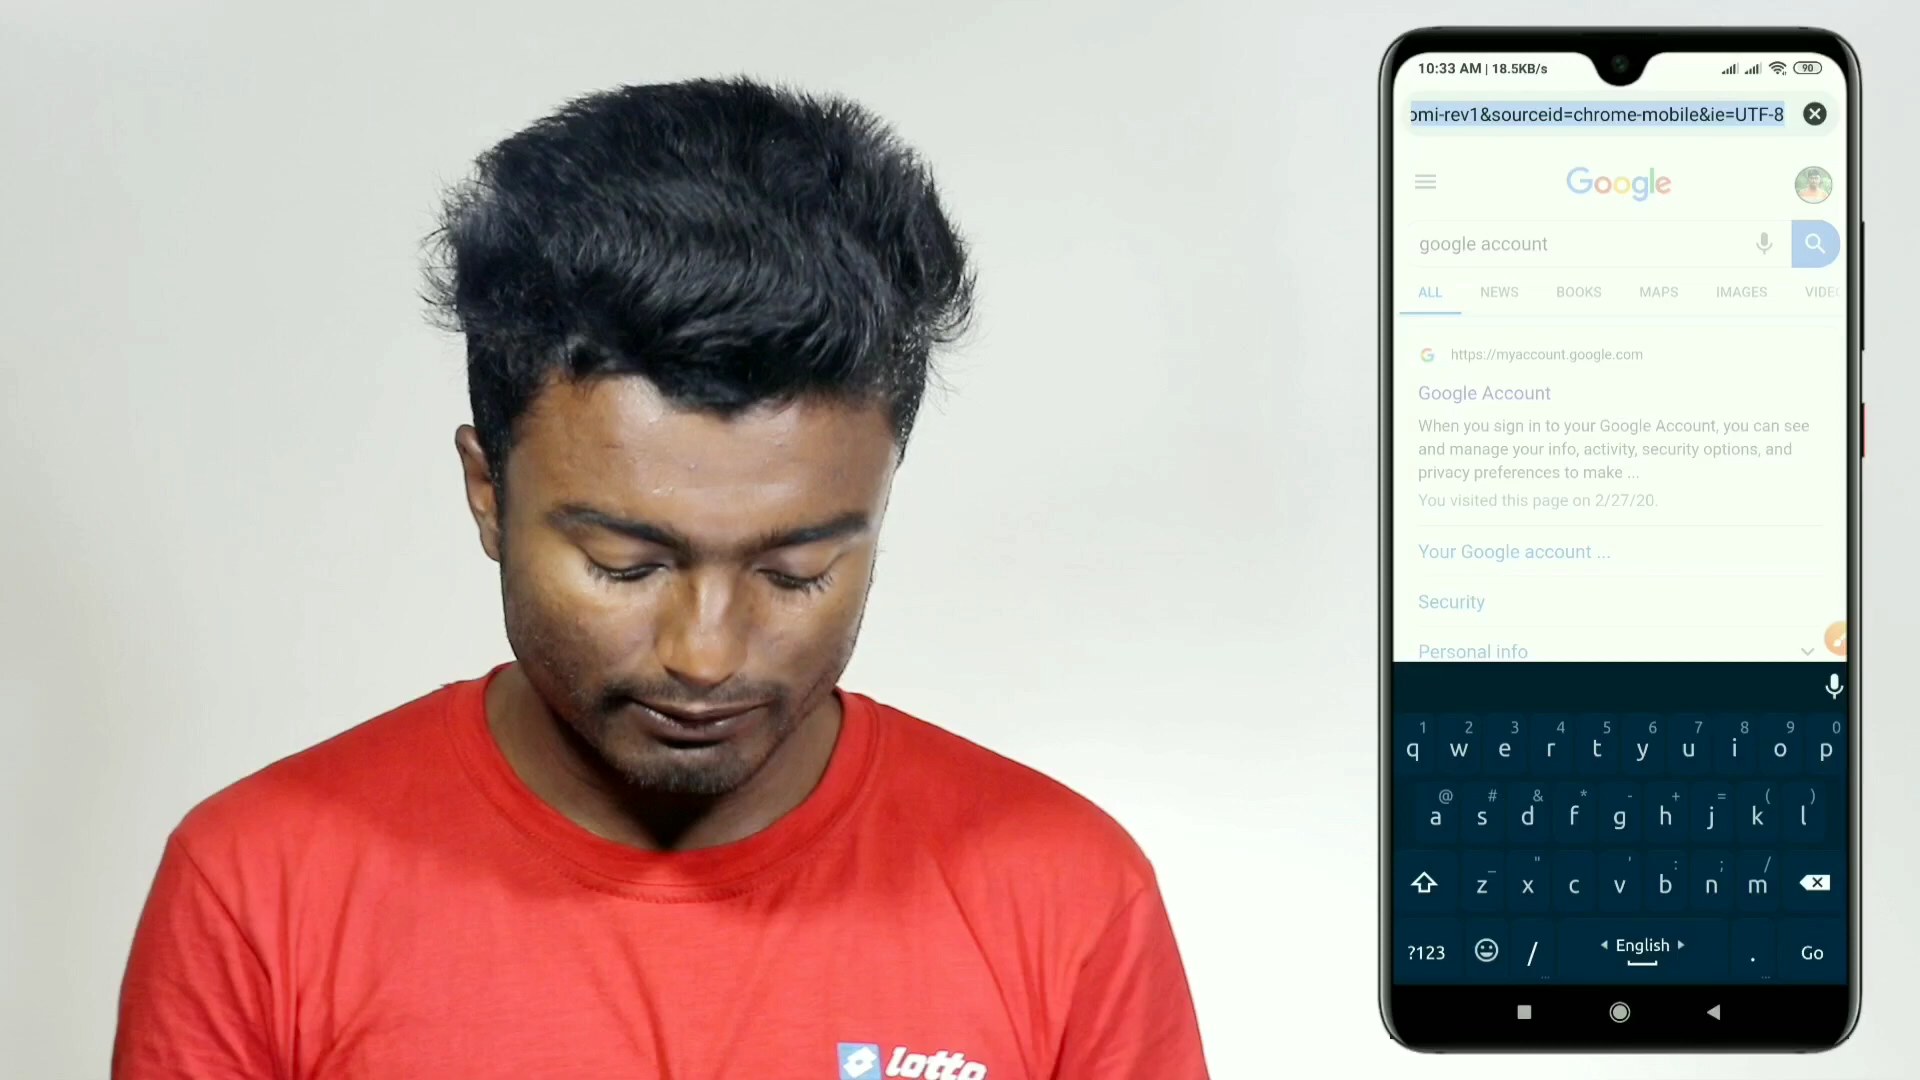 10:33 AM | 18.5KB/s
90
omi-rev1&sourceid=chrome-mobile&ie=UTF-8
Google
google account
ALL NEWS BOOKS MAPS IMAGES VIDEO
https://myaccount.google.com
Google Account
When you sign in to your Google Account, you can see
and manage your info, activity, security options, and
privacy preferences to make ...
You visited this page on 2/27/20.
Your Google account ...
Security
Personal info
1 2 3 4 5 6 7 8 9 0
q w e r t y u i o p
@ # & * - + = ( )
a s d f g h j k l
_ " ' : ; /
z x c v b n m
?123 / English . Go
lotto